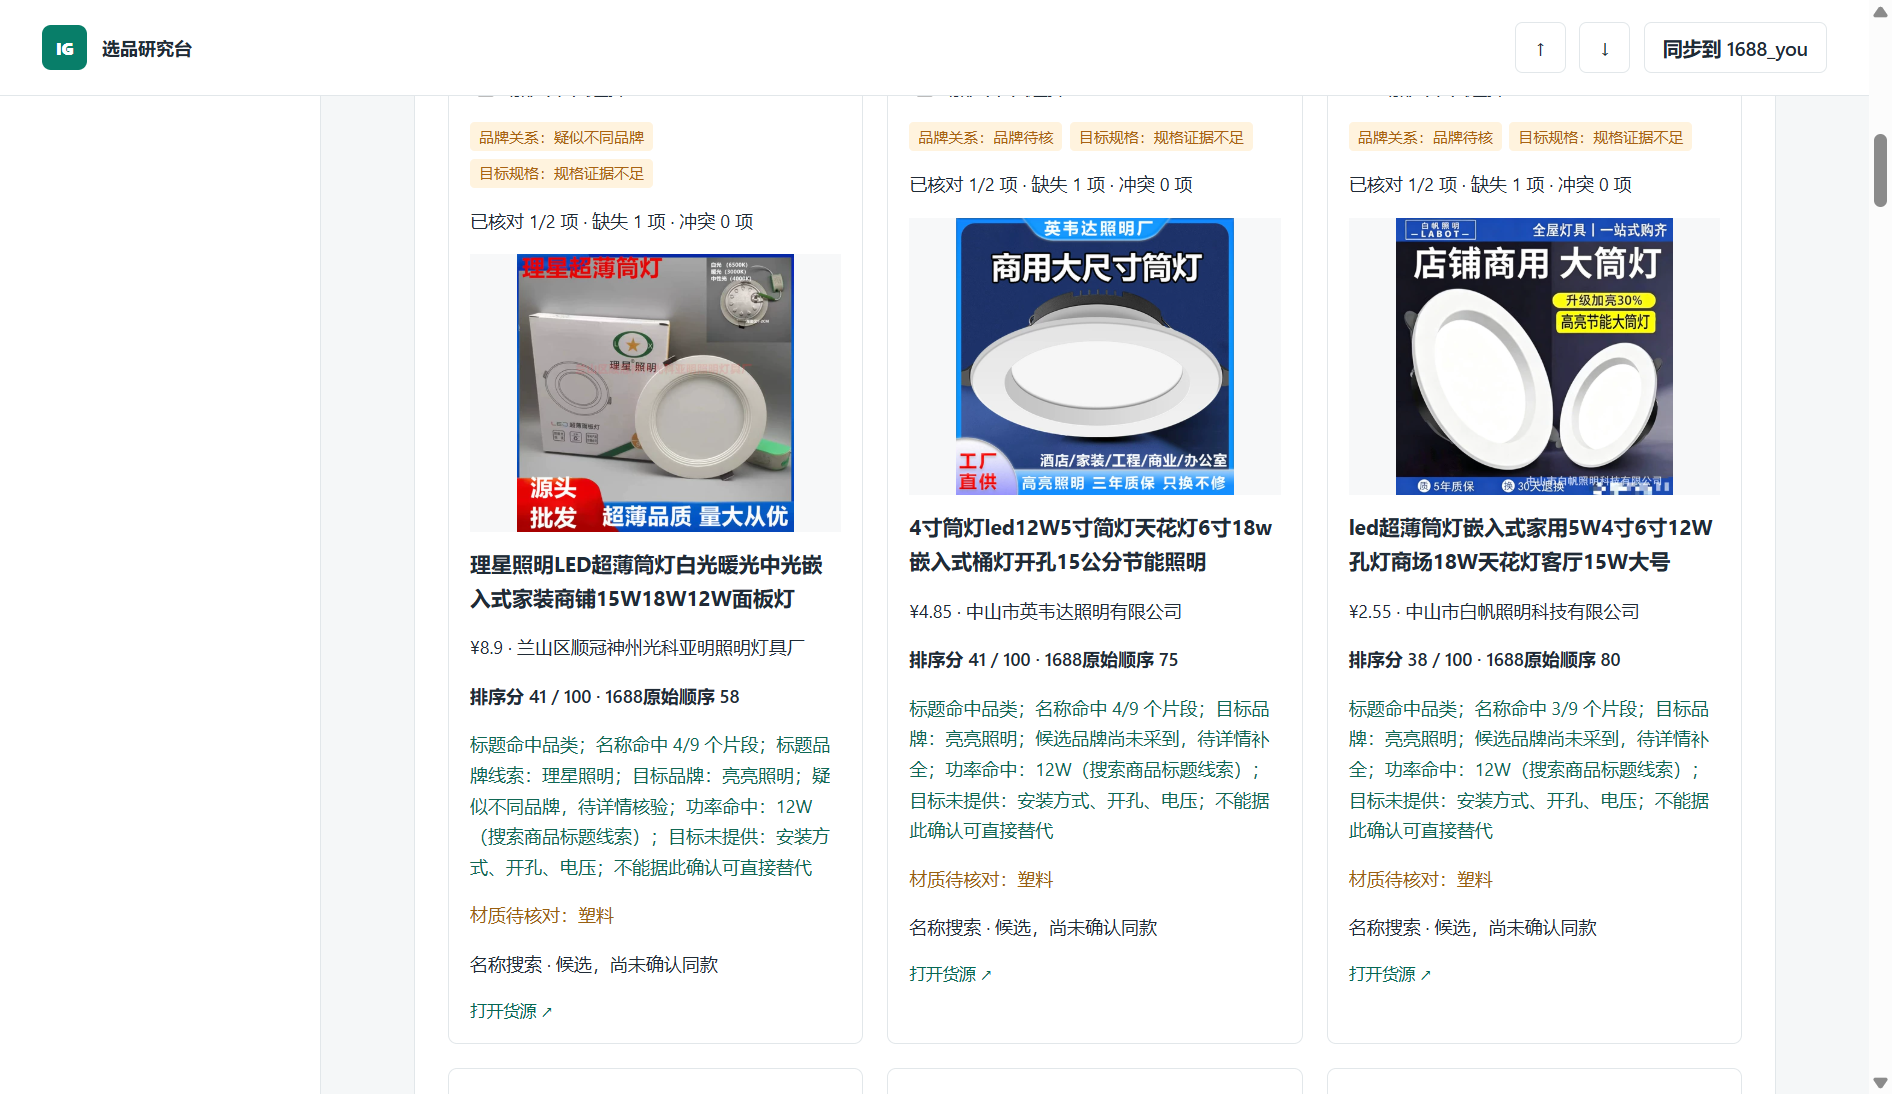 IG 选品研究台
↑
↓
同步到 1688_you
品牌关系：疑似不同品牌
目标规格：规格证据不足
已核对 1/2 项 · 缺失 1 项 · 冲突 0 项
理星超薄筒灯
白光（6500K）
暖光（3000K）
中性光（4000K）
理星 照明
源头
批发
超薄品质 量大从优
理星照明LED超薄筒灯白光暖光中光嵌
入式家装商铺15W18W12W面板灯
¥8.9 · 兰山区顺冠神州光科亚明照明灯具厂
排序分 41 / 100 · 1688原始顺序 58
标题命中品类；名称命中 4/9 个片段；标题品
牌线索：理星照明；目标品牌：亮亮照明；疑
似不同品牌，待详情核验；功率命中：12W
（搜索商品标题线索）；目标未提供：安装方
式、开孔、电压；不能据此确认可直接替代
材质待核对：塑料
名称搜索 · 候选，尚未确认同款
打开货源 ↗
品牌关系：品牌待核
目标规格：规格证据不足
已核对 1/2 项 · 缺失 1 项 · 冲突 0 项
英韦达照明厂
商用大尺寸筒灯
工厂
直供
酒店/家装/工程/商业/办公室
高亮照明 三年质保 只换不修
4寸筒灯led12W5寸筒灯天花灯6寸18w
嵌入式桶灯开孔15公分节能照明
¥4.85 · 中山市英韦达照明有限公司
排序分 41 / 100 · 1688原始顺序 75
标题命中品类；名称命中 4/9 个片段；目标品
牌：亮亮照明；候选品牌尚未采到，待详情补
全；功率命中：12W（搜索商品标题线索）；
目标未提供：安装方式、开孔、电压；不能据
此确认可直接替代
材质待核对：塑料
名称搜索 · 候选，尚未确认同款
打开货源 ↗
品牌关系：品牌待核
目标规格：规格证据不足
已核对 1/2 项 · 缺失 1 项 · 冲突 0 项
白帆照明
LABOT
全屋灯具 | 一站式购齐
店铺商用 大筒灯
升级加亮30%
高亮节能大筒灯
中山市白帆照明科技有限公司
质 5年质保
换 30天退换
led超薄筒灯嵌入式家用5W4寸6寸12W
孔灯商场18W天花灯客厅15W大号
¥2.55 · 中山市白帆照明科技有限公司
排序分 38 / 100 · 1688原始顺序 80
标题命中品类；名称命中 3/9 个片段；目标品
牌：亮亮照明；候选品牌尚未采到，待详情补
全；功率命中：12W（搜索商品标题线索）；
目标未提供：安装方式、开孔、电压；不能据
此确认可直接替代
材质待核对：塑料
名称搜索 · 候选，尚未确认同款
打开货源 ↗